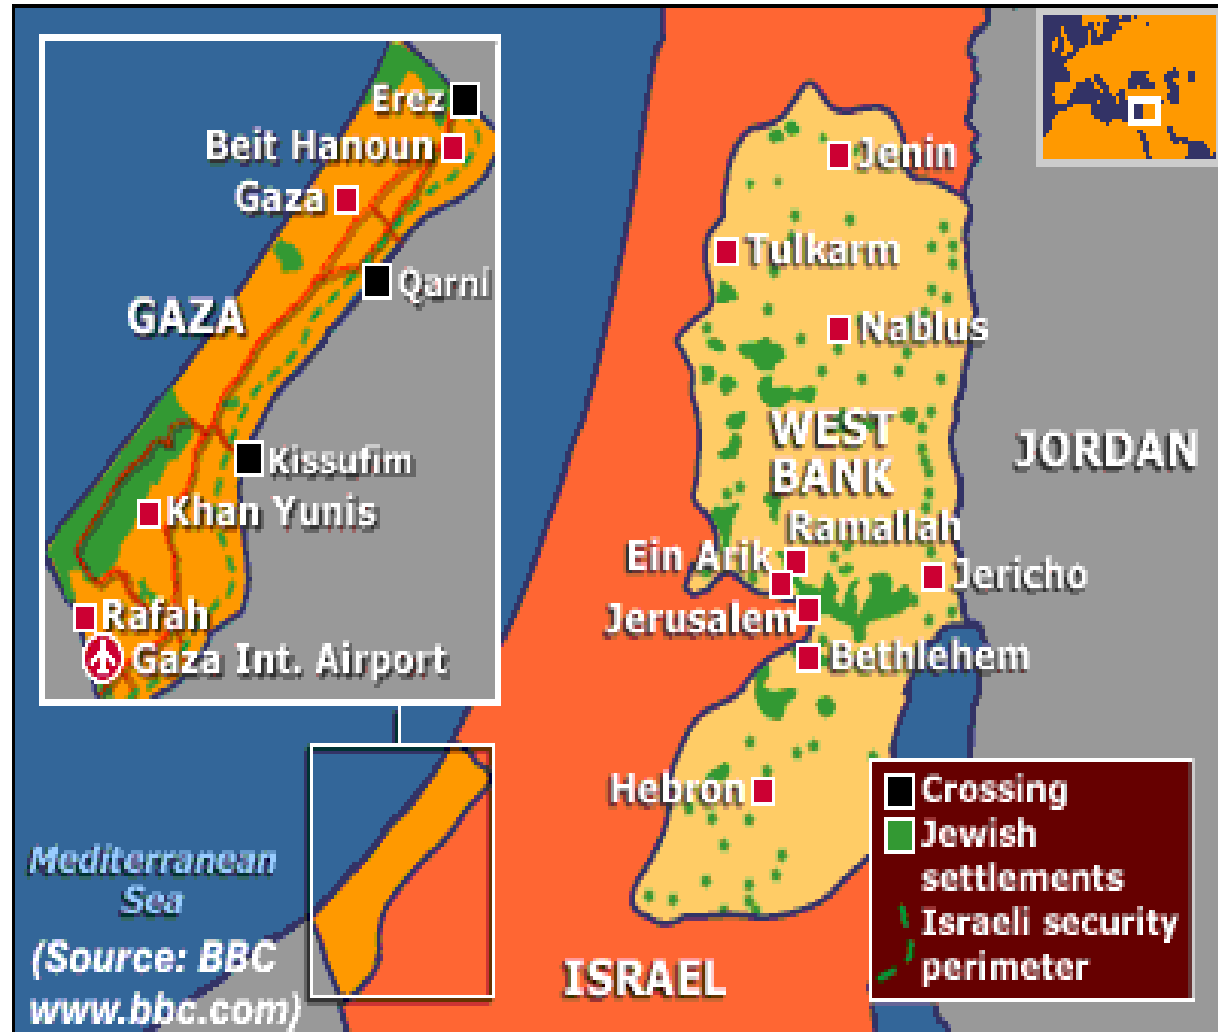 Erez
Beit Hanoun
Gaza
Qarni
GAZA
Kissufim
Khan Yunis
Rafah
Gaza Int. Airport
Jenin
Tulkarm
Nablus
WEST
BANK
JORDAN
Ramallah
Ein Arik
Jericho
Jerusalem
Bethlehem
Hebron
Mediterranean
Sea
(Source: BBC
www.bbc.com)
ISRAEL
Crossing
Jewish
settlements
Israeli security
perimeter